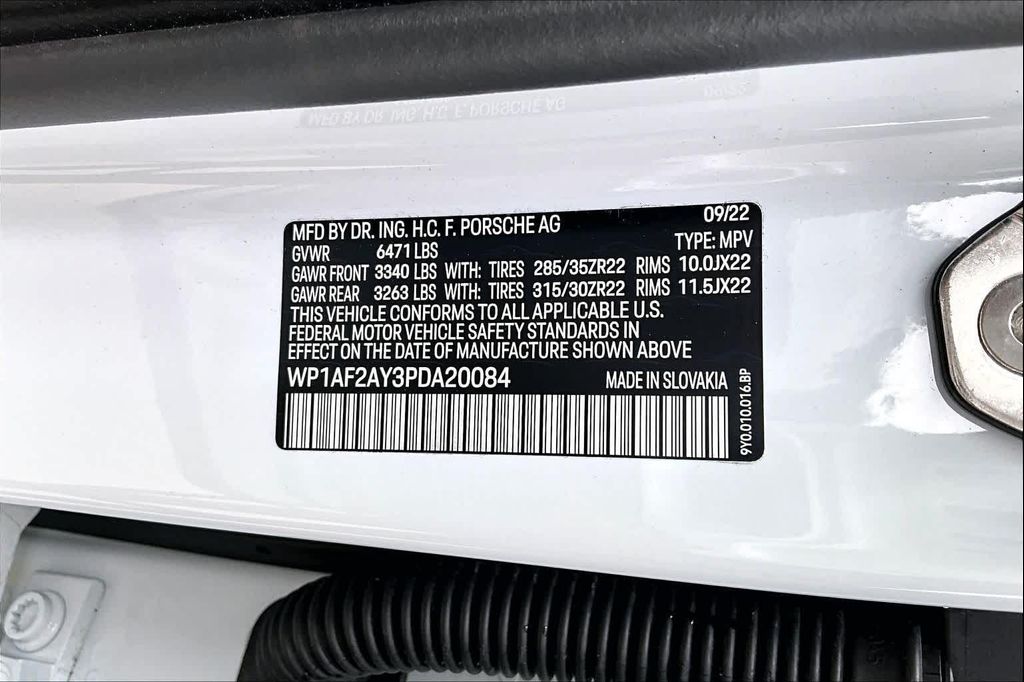 MFD BY DR. ING. H.C. F. PORSCHE AG 09/22
GVWR 6471 LBS TYPE: MPV
GAWR FRONT 3340 LBS WITH: TIRES 285/35ZR22 RIMS 10.0JX22
GAWR REAR 3263 LBS WITH: TIRES 315/30ZR22 RIMS 11.5JX22
THIS VEHICLE CONFORMS TO ALL APPLICABLE U.S.
FEDERAL MOTOR VEHICLE SAFETY STANDARDS IN
EFFECT ON THE DATE OF MANUFACTURE SHOWN ABOVE
WP1AF2AY3PDA20084 MADE IN SLOVAKIA
9Y0.010.016.BP